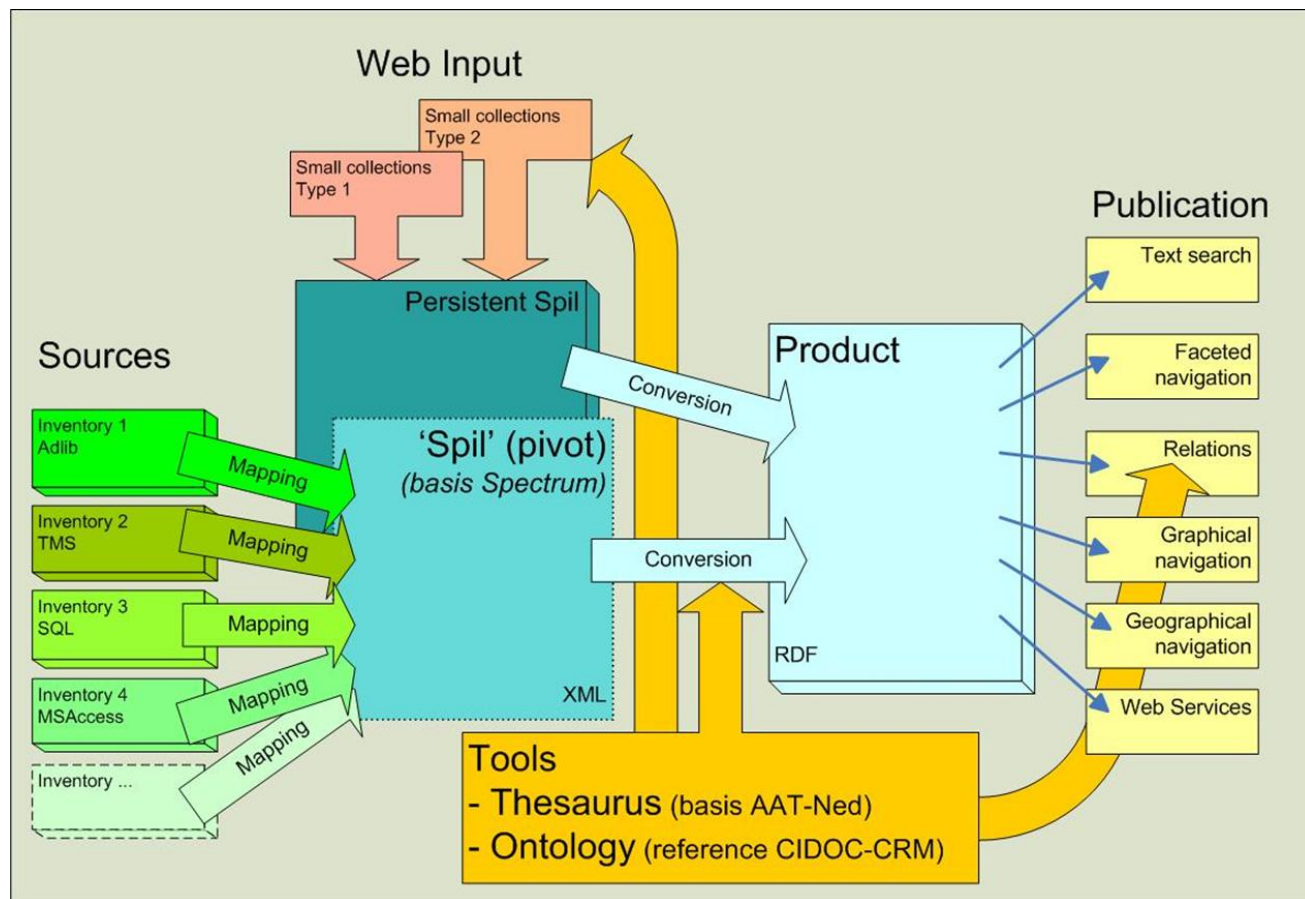 Web Input
Small collections
Type 2
Small collections
Type 1
Persistent Spil
Sources
Inventory 1
Adlib
Mapping
Inventory 2
TMS
Mapping
Inventory 3
SQL
Mapping
Inventory 4
MSAccess
Mapping
Inventory ...
Mapping
‘Spil’ (pivot)
(basis Spectrum)
XML
Conversion
Conversion
Product
RDF
Publication
Text search
Faceted
navigation
Relations
Graphical
navigation
Geographical
navigation
Web Services
Tools
- Thesaurus (basis AAT-Ned)
- Ontology (reference CIDOC-CRM)